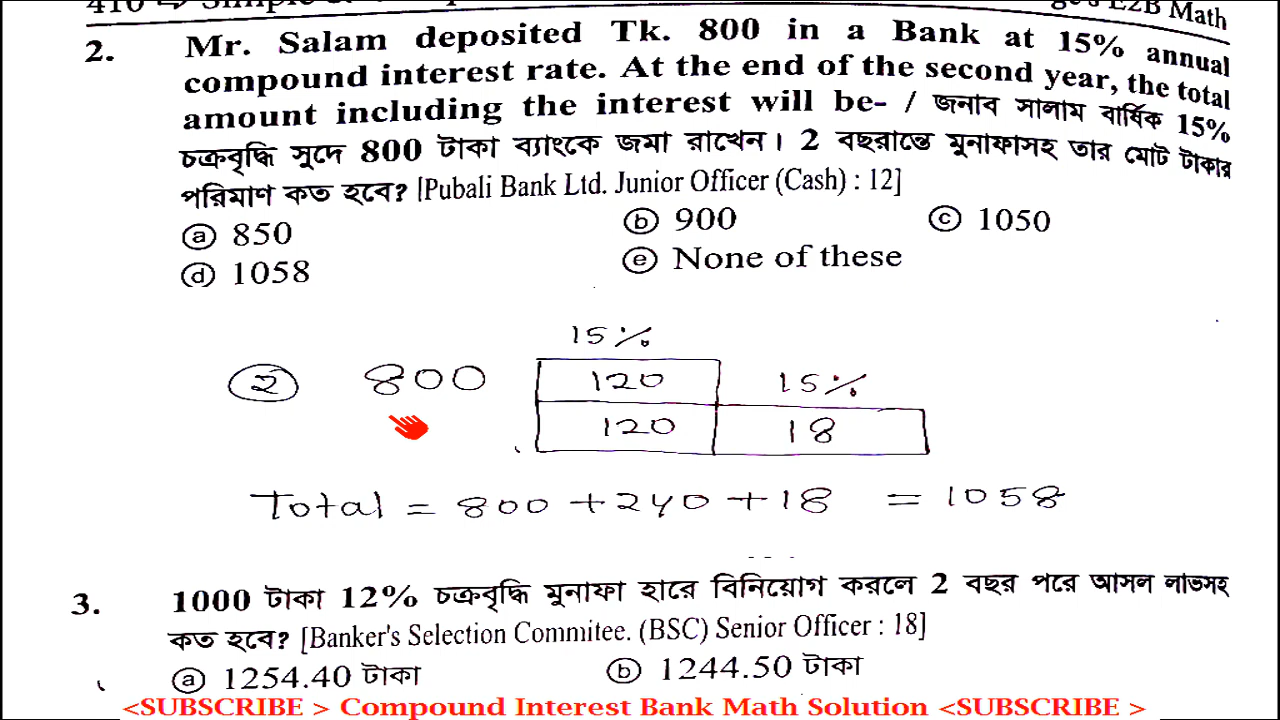 410 ⇨ Simple & 
E2B Math
2. Mr. Salam deposited Tk. 800 in a Bank at 15% annual
compound interest rate. At the end of the second year, the total
amount including the interest will be- / জনাব সালাম বার্ষিক 15%
চক্রবৃদ্ধি সুদে 800 টাকা ব্যাংকে জমা রাখেন। 2 বছরান্তে মুনাফাসহ তার মোট টাকার
পরিমাণ কত হবে? [Pubali Bank Ltd. Junior Officer (Cash) : 12]
ⓐ 850 ⓑ 900 ⓒ 1050
ⓓ 1058 ⓔ None of these
15%
২ 800 120 15%
120 18
Total = 800 + 240 + 18 = 1058
3. 1000 টাকা 12% চক্রবৃদ্ধি মুনাফা হারে বিনিয়োগ করলে 2 বছর পরে আসল লাভসহ
কত হবে? [Banker's Selection Commitee. (BSC) Senior Officer : 18]
ⓐ 1254.40 টাকা ⓑ 1244.50 টাকা
<SUBSCRIBE > Compound Interest Bank Math Solution <SUBSCRIBE >